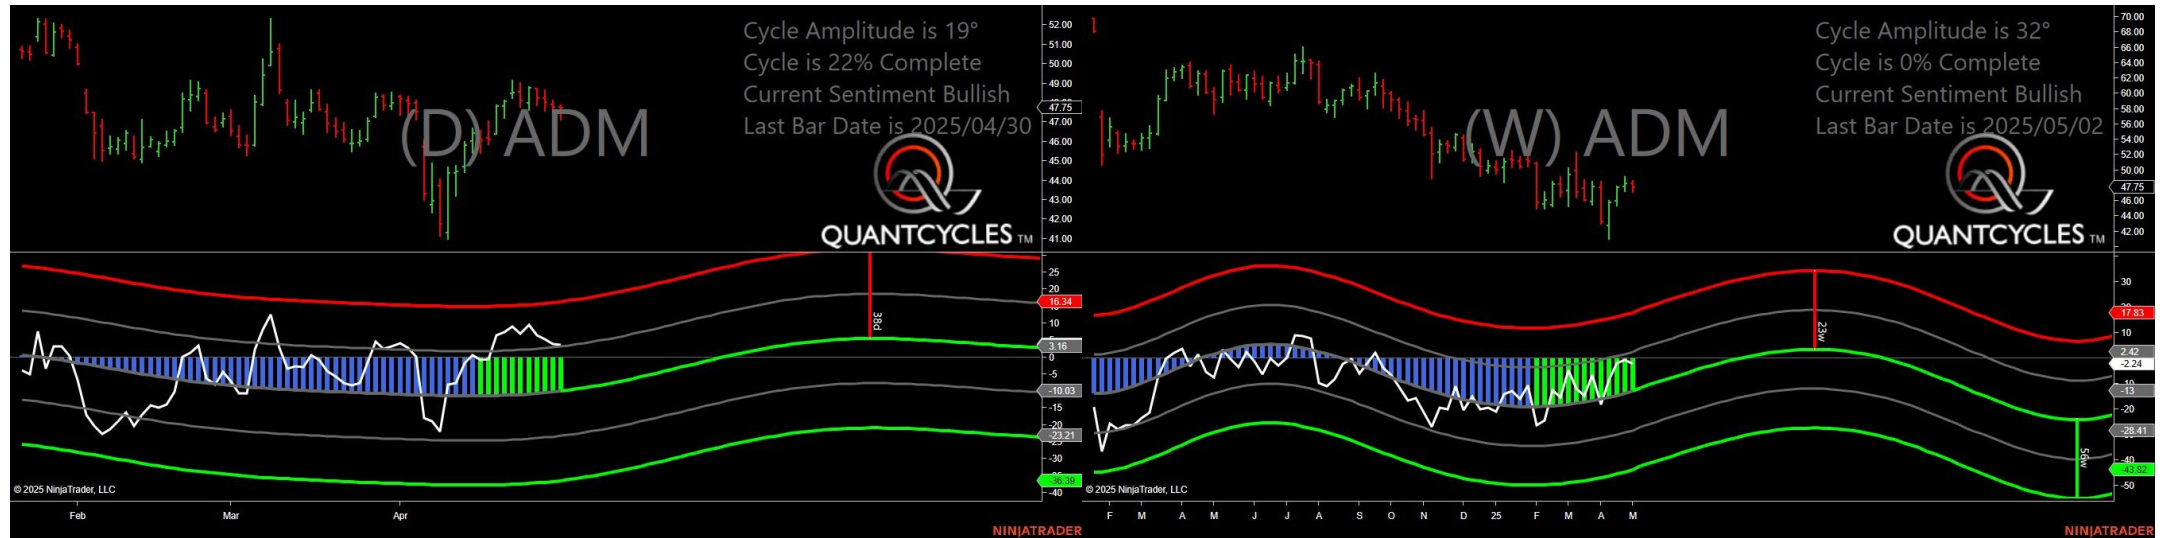 Cycle Amplitude is 19°
Cycle is 22% Complete
Current Sentiment Bullish
Last Bar Date is 2025/04/30
(D) ADM
QUANTCYCLES TM
52.00
51.00
50.00
49.00
47.75
46.00
45.00
44.00
43.00
42.00
41.00
25
20
16.34
10
5
3.16
0
-5
-10.03
-15
-20
-23.21
-30
-36.39
-40
38d
© 2025 NinjaTrader, LLC
Feb Mar Apr
NINJATRADER
Cycle Amplitude is 32°
Cycle is 0% Complete
Current Sentiment Bullish
Last Bar Date is 2025/05/02
(W) ADM
QUANTCYCLES TM
70.00
68.00
66.00
64.00
62.00
60.00
58.00
56.00
54.00
52.00
50.00
47.75
46.00
44.00
42.00
30
20
17.83
10
2.42
-2.24
-10
-13
-20
-28.41
-40
-43.82
-50
23w
56w
© 2025 NinjaTrader, LLC
F M A M J J A S O N D 25 F M A M
NINJATRADER